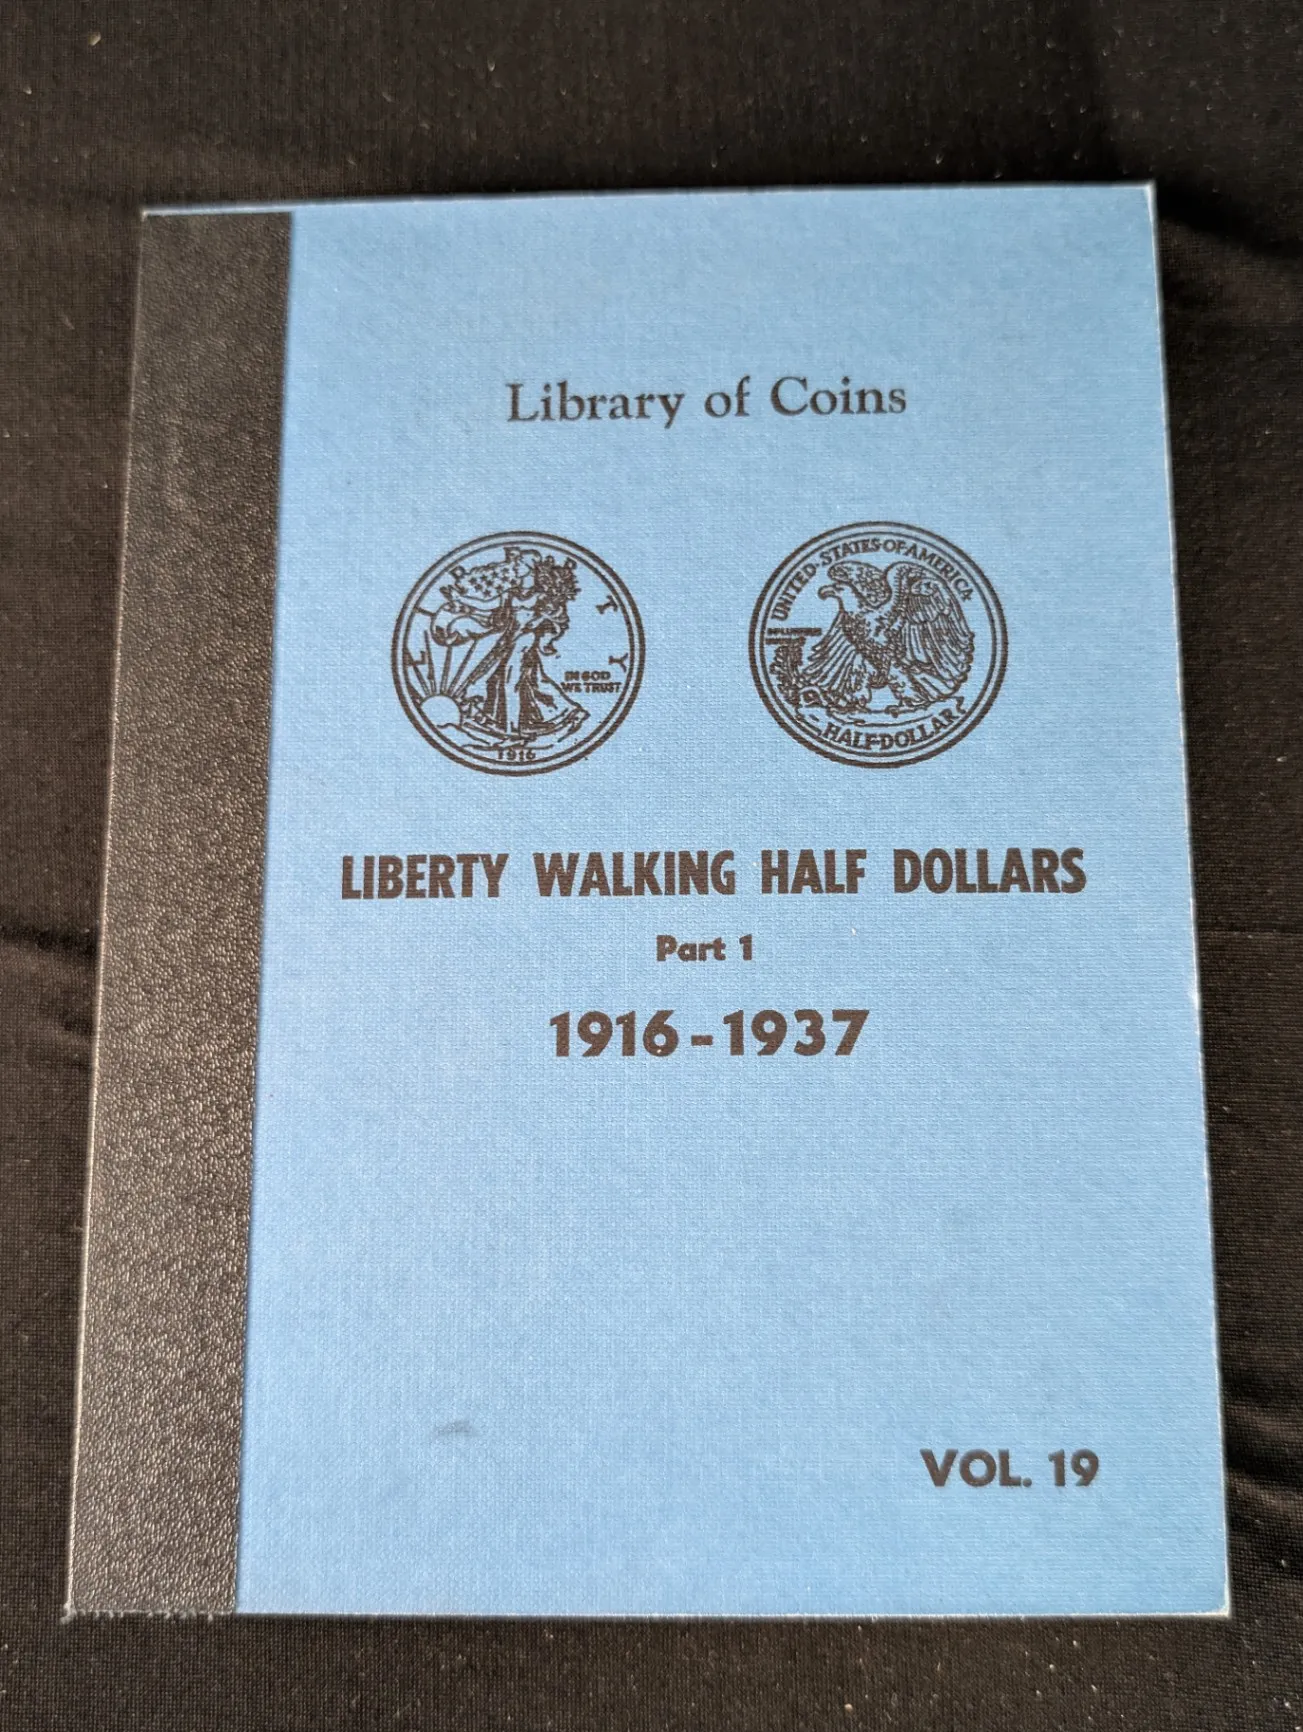 Library of Coins
LIBERTY
IN GOD
WE TRUST
1916
UNITED·STATES·OF·AMERICA
HALF·DOLLAR
LIBERTY WALKING HALF DOLLARS
Part 1
1916-1937
VOL. 19